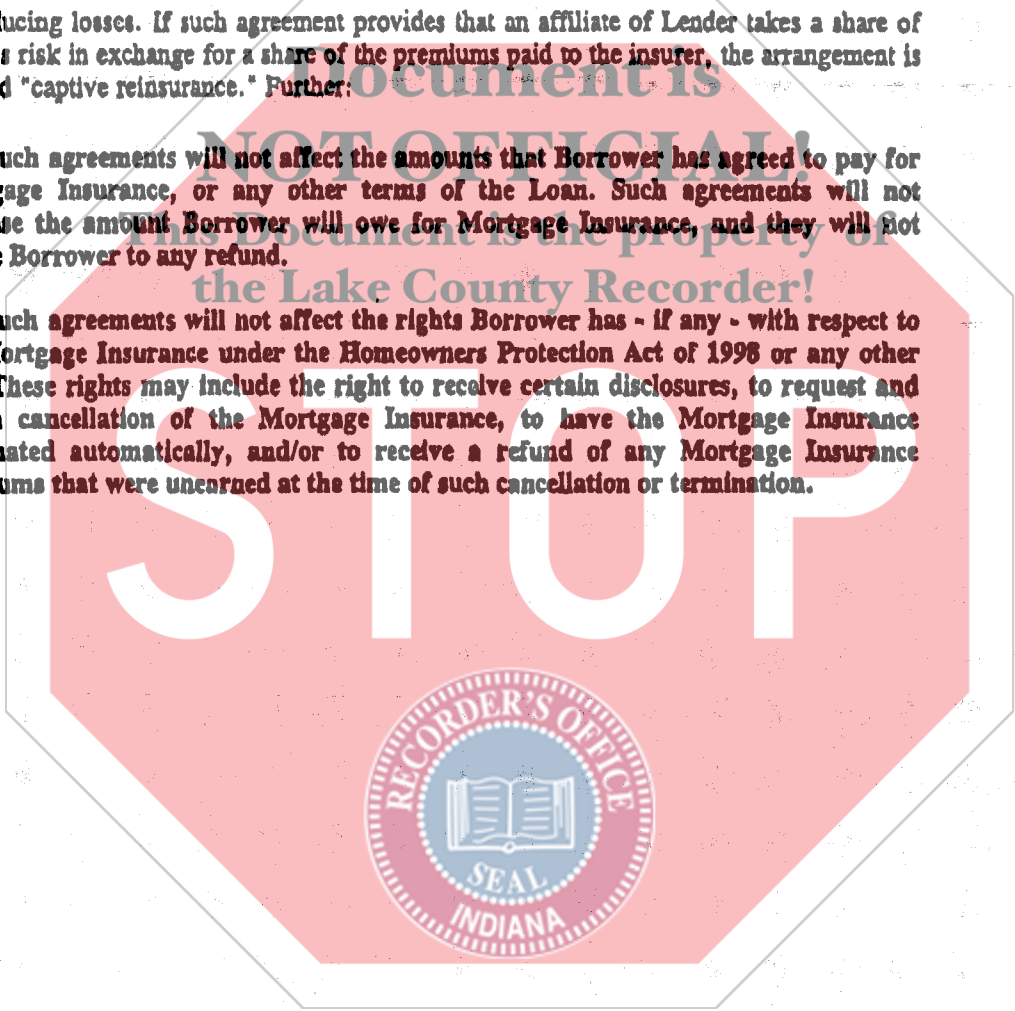 ucing losses. If such agreement provides that an affiliate of Lender takes a share of
s risk in exchange for a share of the premiums paid to the insurer, the arrangement is
d "captive reinsurance." Further:
Document is
NOT OFFICIAL!
uch agreements will not affect the amounts that Borrower has agreed to pay for
gage Insurance, or any other terms of the Loan. Such agreements will not
se the amount Borrower will owe for Mortgage Insurance, and they will not
This Document is the property of
e Borrower to any refund.
the Lake County Recorder!
uch agreements will not affect the rights Borrower has - if any - with respect to
ortgage Insurance under the Homeowners Protection Act of 1998 or any other
These rights may include the right to receive certain disclosures, to request and
n cancellation of the Mortgage Insurance, to have the Mortgage Insurance
nated automatically, and/or to receive a refund of any Mortgage Insurance
ums that were unearned at the time of such cancellation or termination.
STOP
RECORDER'S OFFICE
SEAL
INDIANA